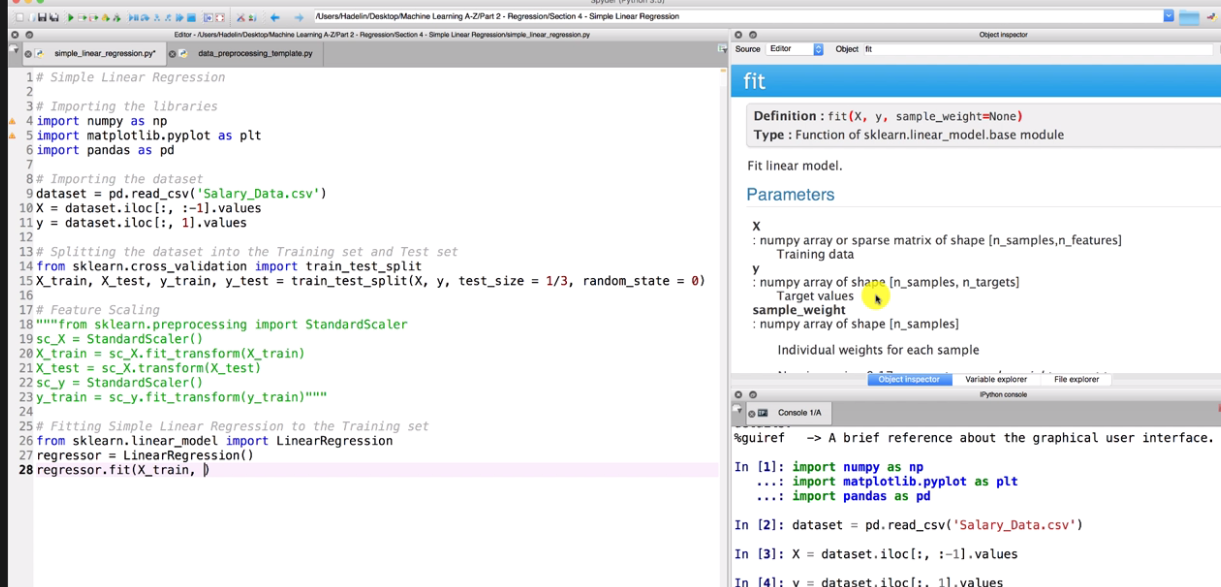 Spyder (Python 3.5)
/Users/Hadelin/Desktop/Machine Learning A-Z/Part 2 - Regression/Section 4 - Simple Linear Regression
Editor - /Users/Hadelin/Desktop/Machine Learning A-Z/Part 2 - Regression/Section 4 - Simple Linear Regression/simple_linear_regression.py
simple_linear_regression.py*
data_preprocessing_template.py
1 # Simple Linear Regression
2
3 # Importing the libraries
4 import numpy as np
5 import matplotlib.pyplot as plt
6 import pandas as pd
7
8 # Importing the dataset
9 dataset = pd.read_csv('Salary_Data.csv')
10 X = dataset.iloc[:, :-1].values
11 y = dataset.iloc[:, 1].values
12
13 # Splitting the dataset into the Training set and Test set
14 from sklearn.cross_validation import train_test_split
15 X_train, X_test, y_train, y_test = train_test_split(X, y, test_size = 1/3, random_state = 0)
16
17 # Feature Scaling
18 """from sklearn.preprocessing import StandardScaler
19 sc_X = StandardScaler()
20 X_train = sc_X.fit_transform(X_train)
21 X_test = sc_X.transform(X_test)
22 sc_y = StandardScaler()
23 y_train = sc_y.fit_transform(y_train)"""
24
25 # Fitting Simple Linear Regression to the Training set
26 from sklearn.linear_model import LinearRegression
27 regressor = LinearRegression()
28 regressor.fit(X_train, )
Object inspector
Source Editor Object fit
fit
Definition : fit(X, y, sample_weight=None)
Type : Function of sklearn.linear_model.base module
Fit linear model.
Parameters
X
: numpy array or sparse matrix of shape [n_samples,n_features]
Training data
y
: numpy array of shape [n_samples, n_targets]
Target values
sample_weight
: numpy array of shape [n_samples]
Individual weights for each sample
Object inspector Variable explorer File explorer
IPython console
Console 1/A
%guiref -> A brief reference about the graphical user interface.
In [1]: import numpy as np
...: import matplotlib.pyplot as plt
...: import pandas as pd
In [2]: dataset = pd.read_csv('Salary_Data.csv')
In [3]: X = dataset.iloc[:, :-1].values
In [4]: y = dataset.iloc[:, 1].values